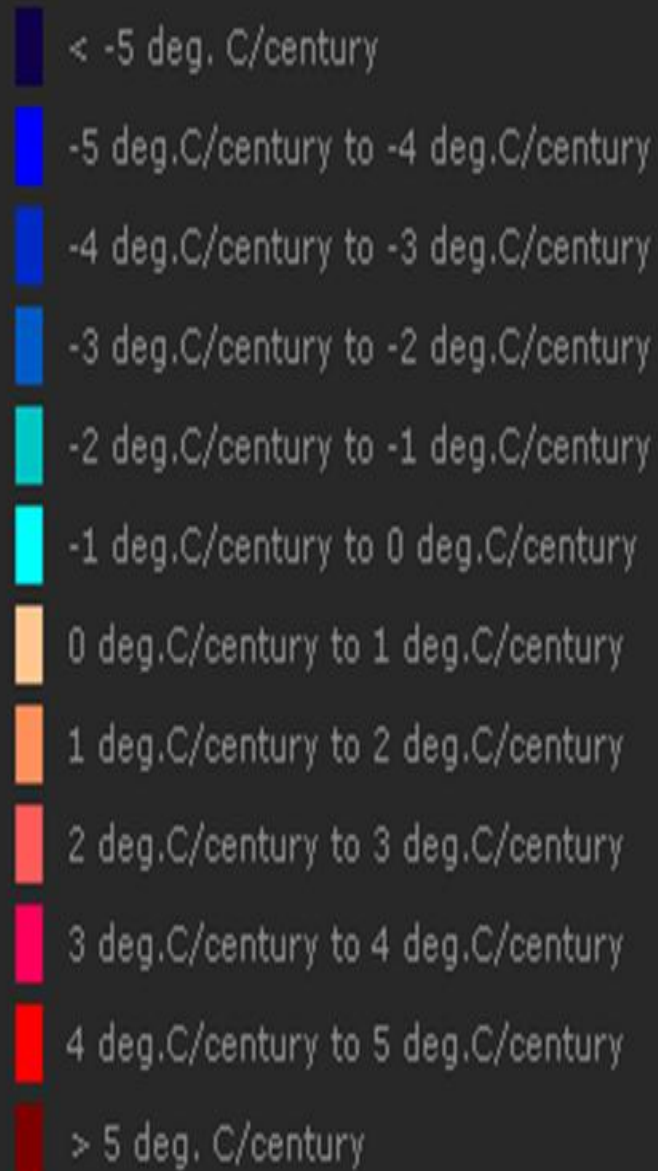 < -5 deg. C/century
-5 deg.C/century to -4 deg.C/century
-4 deg.C/century to -3 deg.C/century
-3 deg.C/century to -2 deg.C/century
-2 deg.C/century to -1 deg.C/century
-1 deg.C/century to 0 deg.C/century
0 deg.C/century to 1 deg.C/century
1 deg.C/century to 2 deg.C/century
2 deg.C/century to 3 deg.C/century
3 deg.C/century to 4 deg.C/century
4 deg.C/century to 5 deg.C/century
> 5 deg. C/century